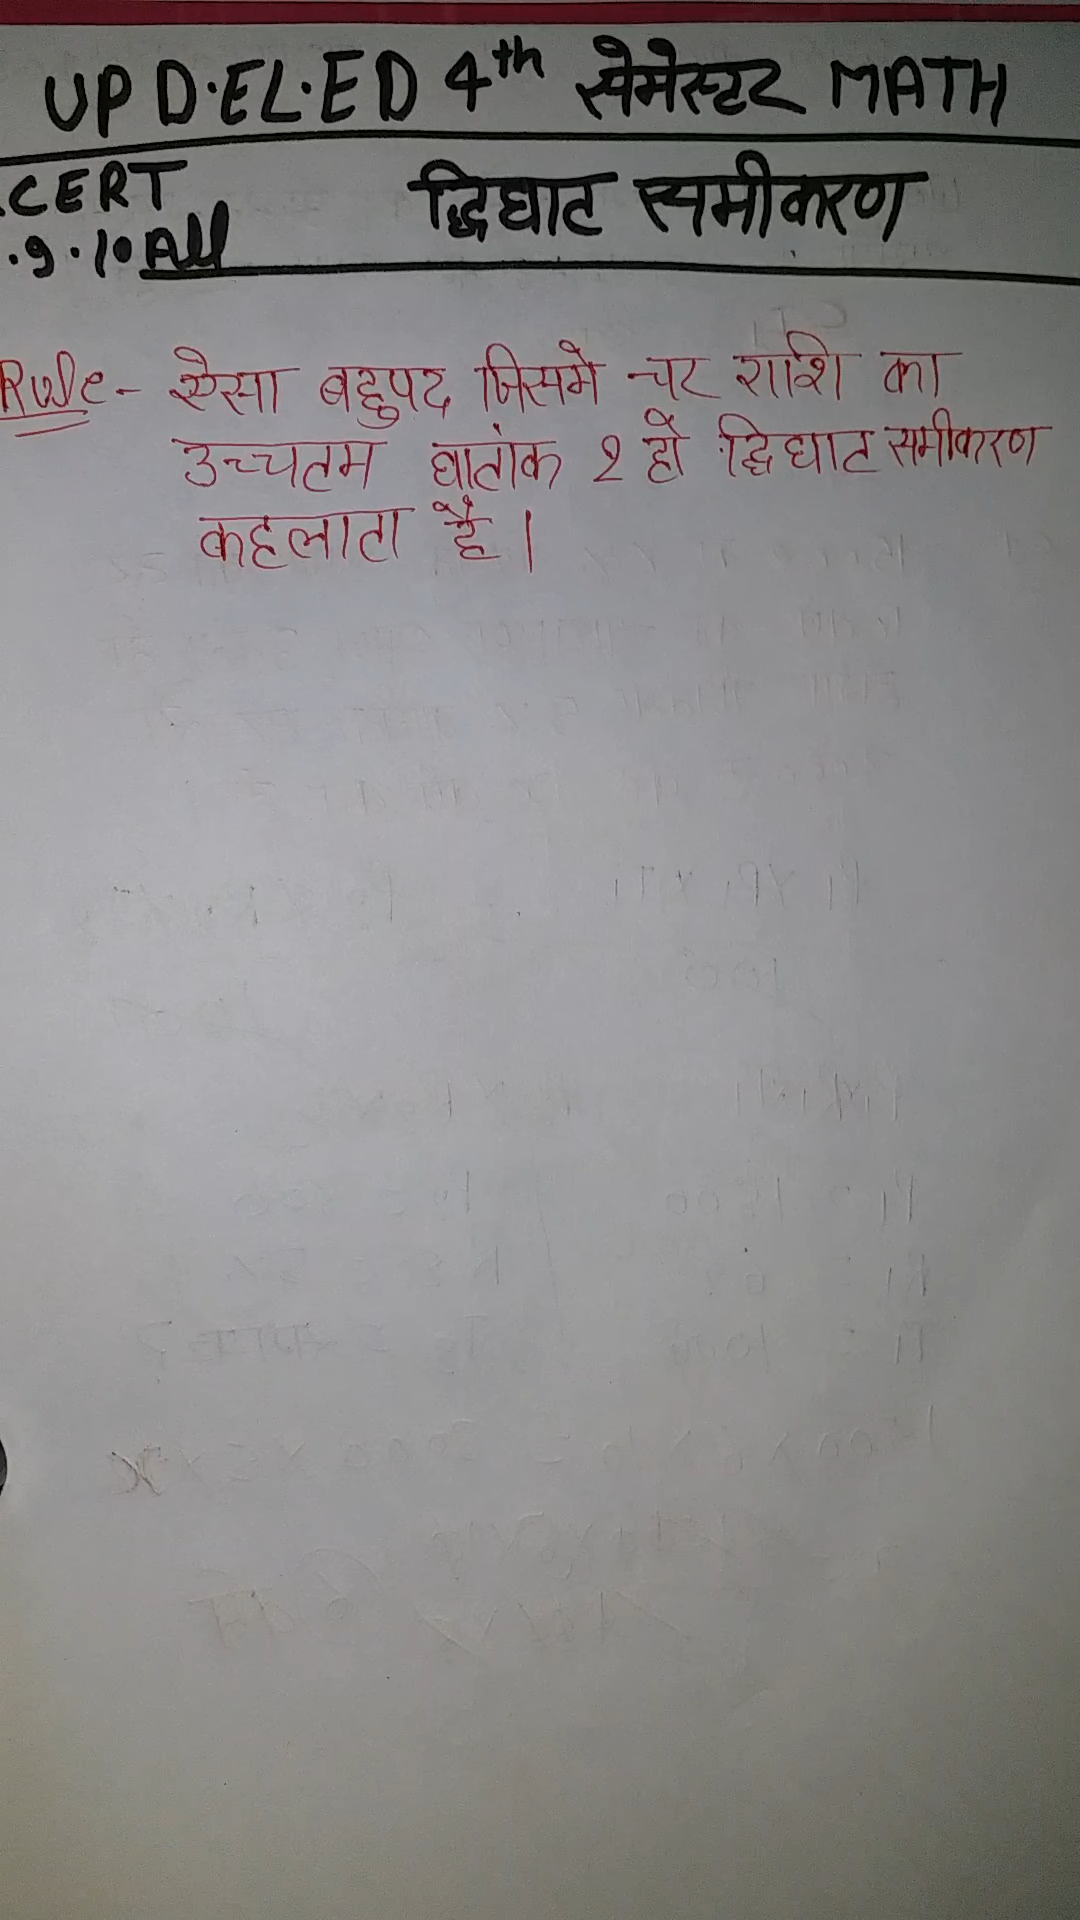 UP D.EL.ED 4th सेमेस्टर MATH
CERT द्विघात समीकरण
.9.10 All
Rule- ऐसा बहुपद जिसमे चर राशि का
उच्चतम घातांक 2 हो द्विघात समीकरण
कहलाता है।